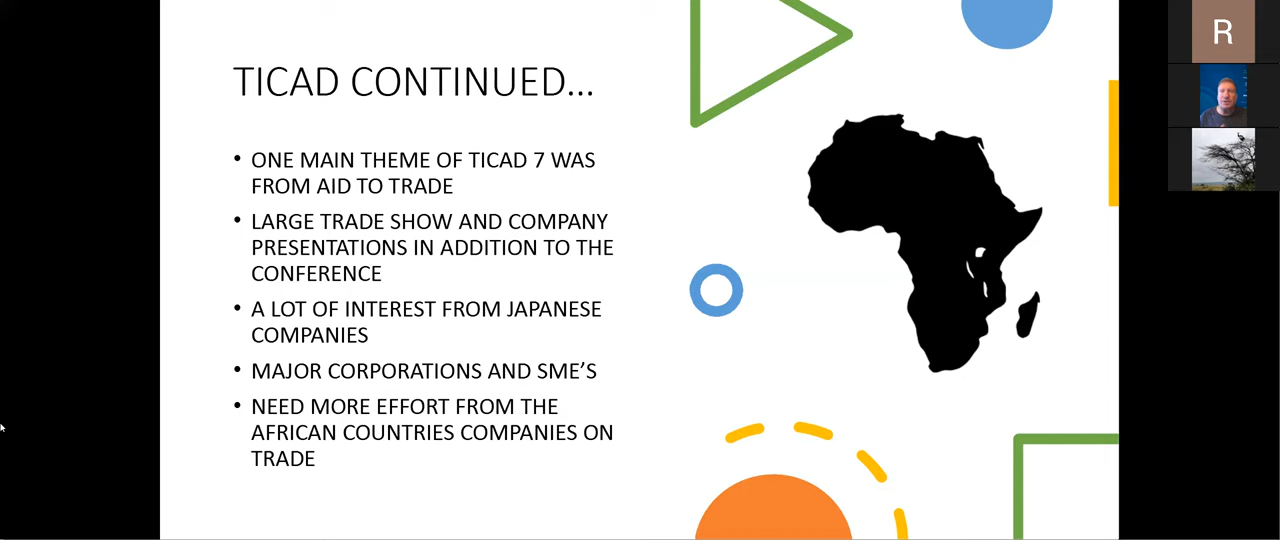 TICAD CONTINUED...
• ONE MAIN THEME OF TICAD 7 WAS
FROM AID TO TRADE
• LARGE TRADE SHOW AND COMPANY
PRESENTATIONS IN ADDITION TO THE
CONFERENCE
• A LOT OF INTEREST FROM JAPANESE
COMPANIES
• MAJOR CORPORATIONS AND SME'S
• NEED MORE EFFORT FROM THE
AFRICAN COUNTRIES COMPANIES ON
TRADE
R